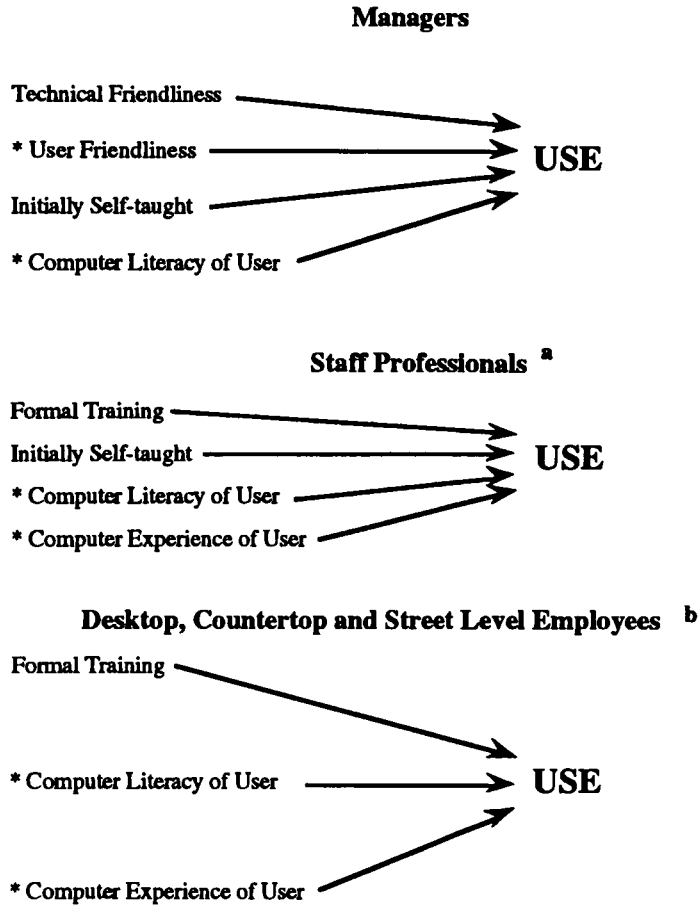 Managers
Technical Friendliness
* User Friendliness
USE
Initially Self-taught
* Computer Literacy of User
Staff Professionals a
Formal Training
Initially Self-taught
USE
* Computer Literacy of User
* Computer Experience of User
Desktop, Countertop and Street Level Employees b
Formal Training
* Computer Literacy of User
USE
* Computer Experience of User